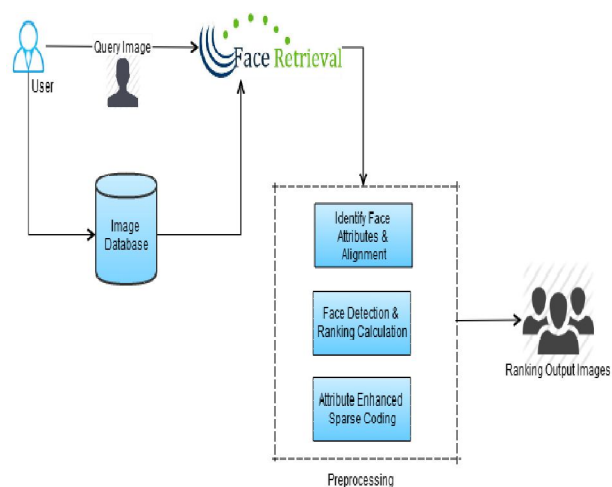 Query Image
Face Retrieval
User
Image
Database
Identify Face
Attributes &
Alignment
Face Detection &
Ranking Calculation
Attribute Enhanced
Sparse Coding
Ranking Output Images
Preprocessing